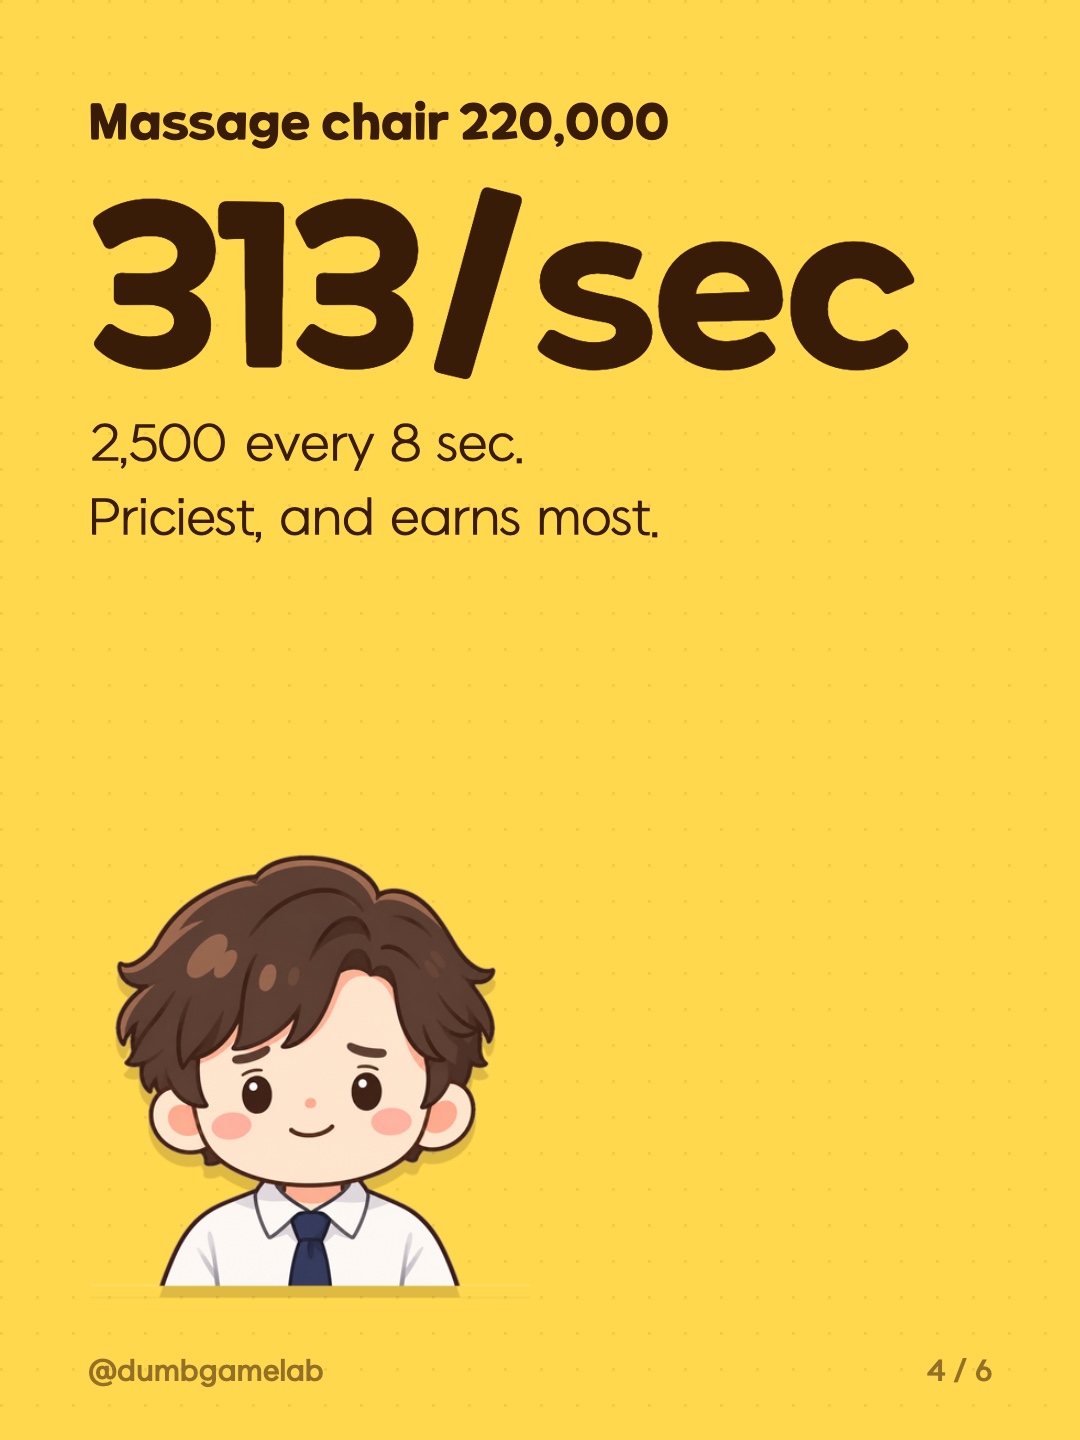 Massage chair 220,000
313/sec
2,500 every 8 sec.
Priciest, and earns most.
@dumbgamelab
4 / 6